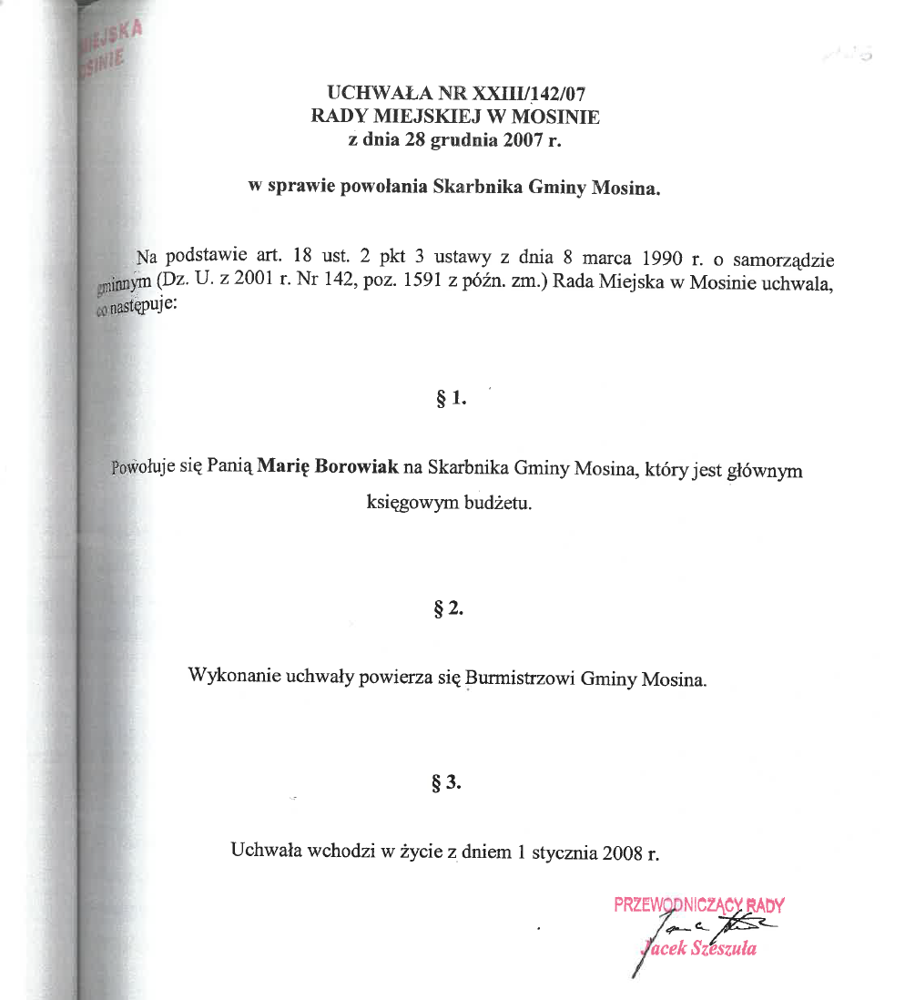 UCHWAŁA NR XXIII/142/07
RADY MIEJSKIEJ W MOSINIE
z dnia 28 grudnia 2007 r.
w sprawie powołania Skarbnika Gminy Mosina.
Na podstawie art. 18 ust. 2 pkt 3 ustawy z dnia 8 marca 1990 r. o samorządzie
gminnym (Dz. U. z 2001 r. Nr 142, poz. 1591 z późn. zm.) Rada Miejska w Mosinie uchwala,
co następuje:
§ 1.
Powołuje się Panią Marię Borowiak na Skarbnika Gminy Mosina, który jest głównym
księgowym budżetu.
§ 2.
Wykonanie uchwały powierza się Burmistrzowi Gminy Mosina.
§ 3.
Uchwała wchodzi w życie z dniem 1 stycznia 2008 r.
PRZEWODNICZĄCY RADY
Jacek Szeszuła